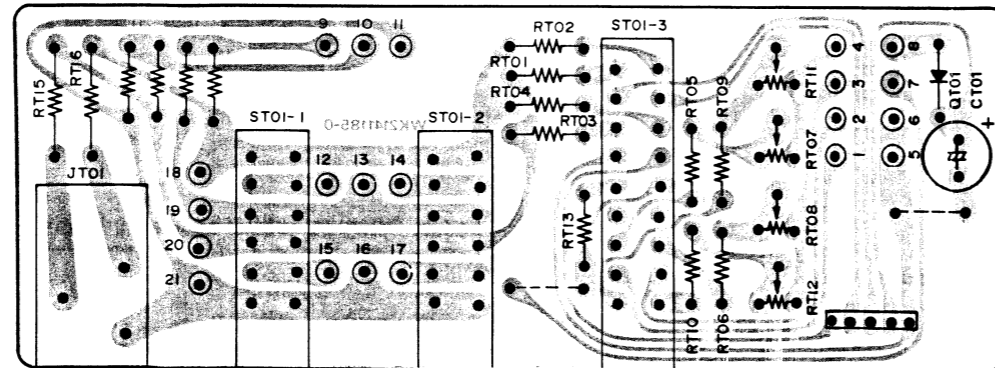 9 10 11
RT02
ST01-3
RT15
RT16
RT01
RT04
RT03
RT05
RT09
RT11
4
3
2
1
8
7
6
5
QT01
CT01
+
ST01-1
WK2141185-0
ST01-2
RT07
18
19
20
21
JT01
12 13 14
15 16 17
RT13
RT08
RT12
RT10
RT06